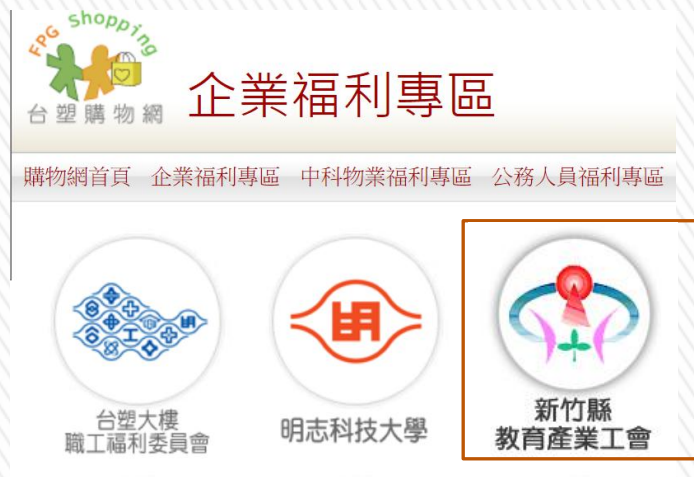 FPG Shopping
台塑購物網
企業福利專區
購物網首頁 企業福利專區 中科物業福利專區 公務人員福利專區
明
台塑大樓
職工福利委員會
明志科技大學
新竹縣
教育產業工會